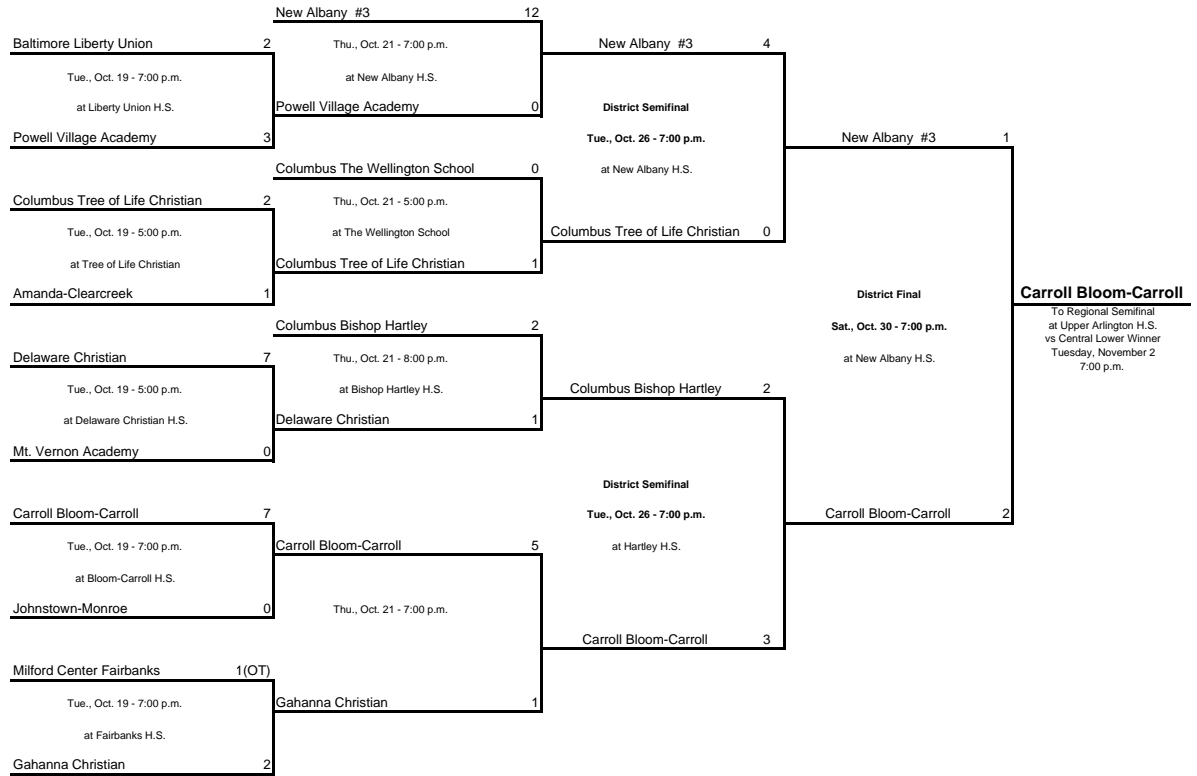 New Albany  #3 12
Baltimore Liberty Union 2
Thu., Oct. 21 - 7:00 p.m.
New Albany  #3 4
Tue., Oct. 19 - 7:00 p.m.
at New Albany H.S.
at Liberty Union H.S.
Powell Village Academy 0
District Semifinal
Powell Village Academy 3
Tue., Oct. 26 - 7:00 p.m.
New Albany  #3 1
Columbus The Wellington School 0
at New Albany H.S.
Columbus Tree of Life Christian 2
Thu., Oct. 21 - 5:00 p.m.
Tue., Oct. 19 - 5:00 p.m.
at The Wellington School
Columbus Tree of Life Christian 0
at Tree of Life Christian
Columbus Tree of Life Christian 1
Amanda-Clearcreek 1
District Final
Carroll Bloom-Carroll
To Regional Semifinal
at Upper Arlington H.S.
vs Central Lower Winner
Tuesday, November 2
7:00 p.m.
Columbus Bishop Hartley 2
Sat., Oct. 30 - 7:00 p.m.
Delaware Christian 7
Thu., Oct. 21 - 8:00 p.m.
at New Albany H.S.
Tue., Oct. 19 - 5:00 p.m.
at Bishop Hartley H.S.
Columbus Bishop Hartley 2
at Delaware Christian H.S.
Delaware Christian 1
Mt. Vernon Academy 0
District Semifinal
Carroll Bloom-Carroll 7
Tue., Oct. 26 - 7:00 p.m.
Carroll Bloom-Carroll 2
Tue., Oct. 19 - 7:00 p.m.
Carroll Bloom-Carroll 5
at Hartley H.S.
at Bloom-Carroll H.S.
Johnstown-Monroe 0
Thu., Oct. 21 - 7:00 p.m.
Carroll Bloom-Carroll 3
Milford Center Fairbanks 1(OT)
Tue., Oct. 19 - 7:00 p.m.
Gahanna Christian 1
at Fairbanks H.S.
Gahanna Christian 2